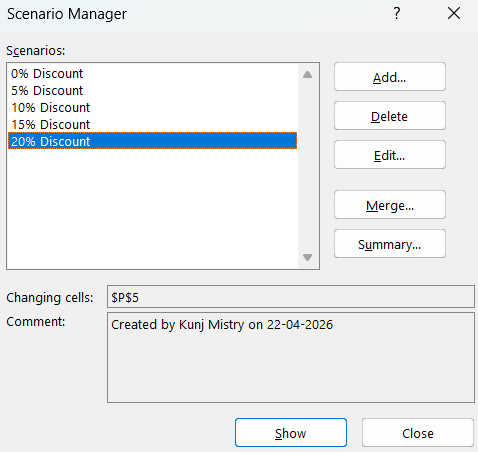 Scenario Manager ?
Scenarios:
0% Discount
5% Discount
10% Discount
15% Discount
20% Discount
Add...
Delete
Edit...
Merge...
Summary...
Changing cells: $P$5
Comment: Created by Kunj Mistry on 22-04-2026
Show Close